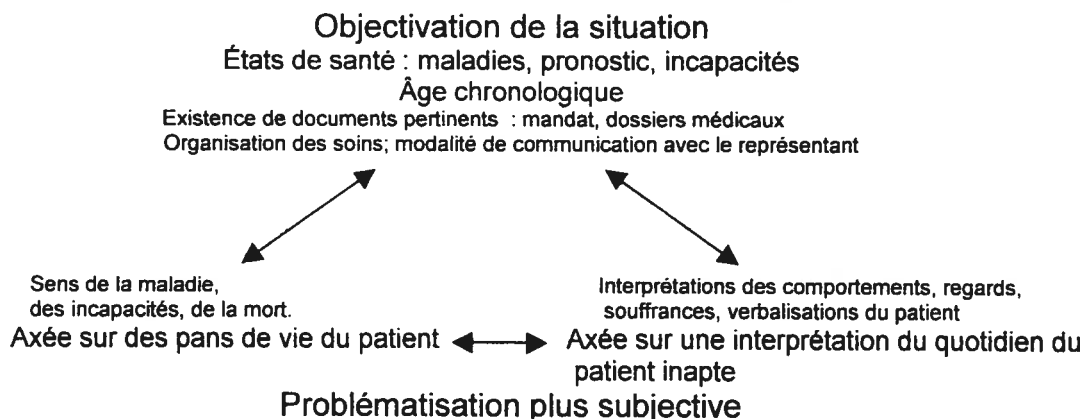 Objectivation de la situation
États de santé : maladies, pronostic, incapacités
Âge chronologique
Existence de documents pertinents : mandat, dossiers médicaux
Organisation des soins; modalité de communication avec le représentant
Sens de la maladie,
des incapacités, de la mort.
Axée sur des pans de vie du patient
Interprétations des comportements, regards,
souffrances, verbalisations du patient
Axée sur une interprétation du quotidien du
patient inapte
Problématisation plus subjective